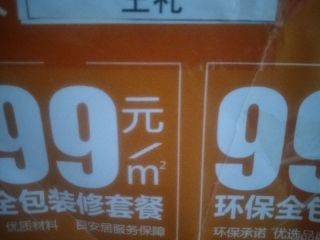 99元/m² 99
全包装修套餐 环保全包
优质材料 百安居服务保障 环保承诺 优选品